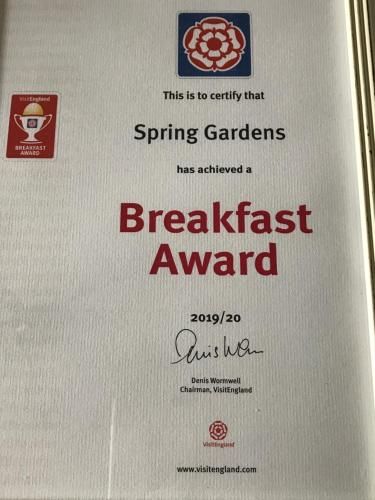 This is to certify that
VisitEngland
BREAKFAST
AWARD
Spring Gardens
has achieved a
Breakfast
Award
2019/20
Denis Wormwell
Chairman, VisitEngland
VisitEngland
www.visitengland.com